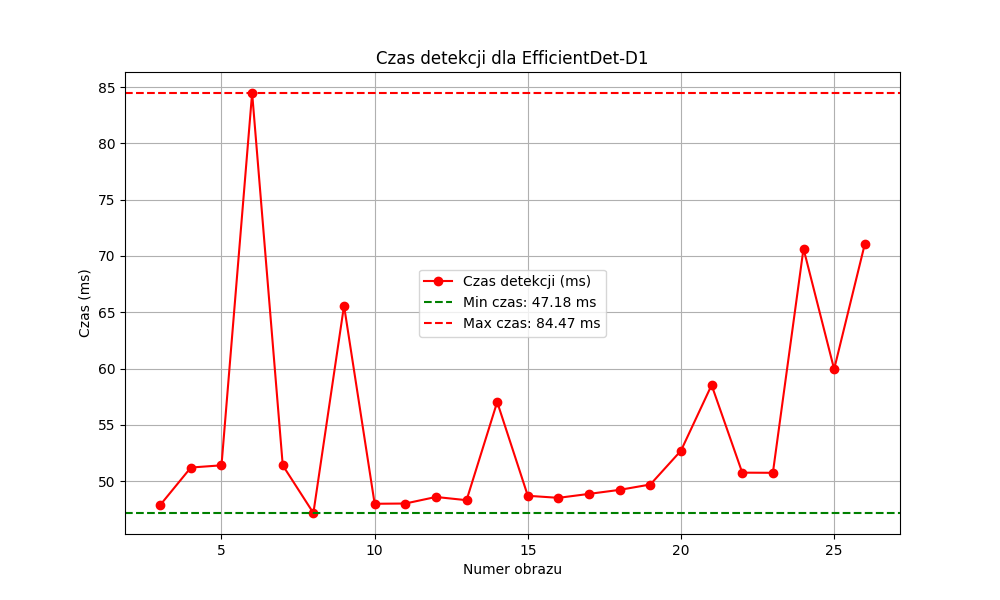 Czas detekcji dla EfficientDet-D1
85
80
75
70
65
60
55
50
Czas (ms)
Czas detekcji (ms)
Min czas: 47.18 ms
Max czas: 84.47 ms
5
10
15
20
25
Numer obrazu